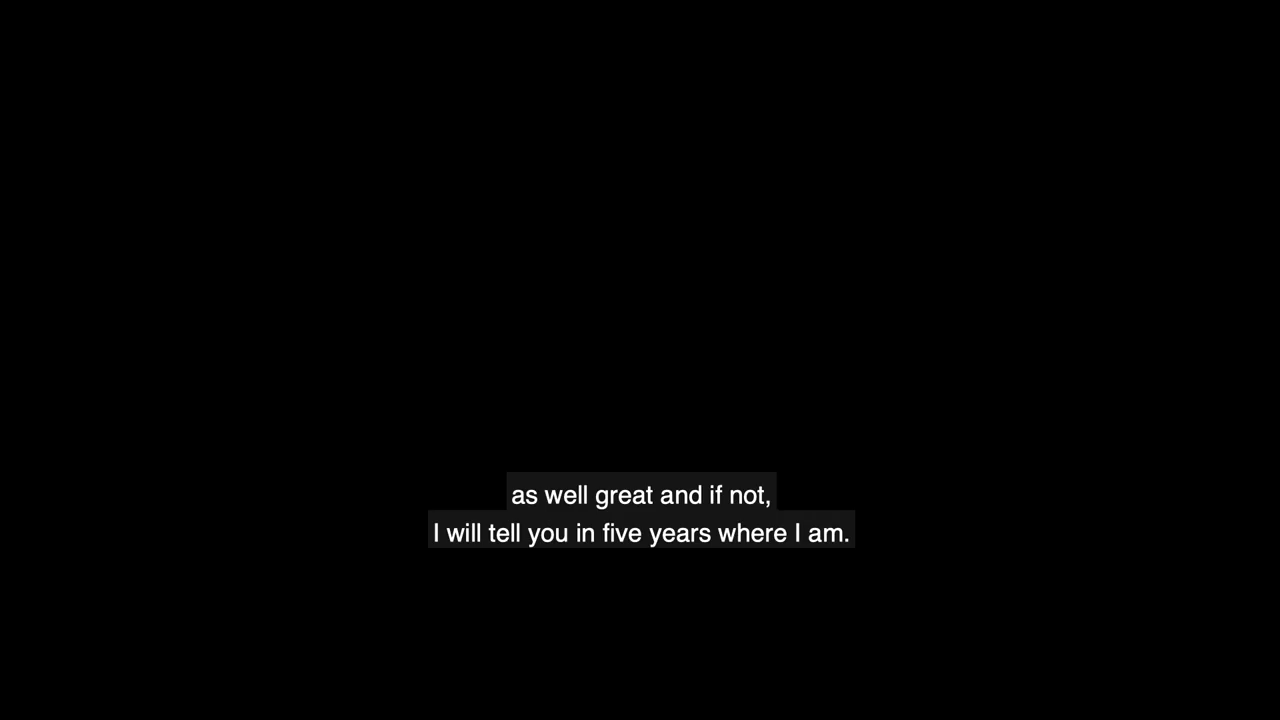 as well great and if not,
I will tell you in five years where I am.